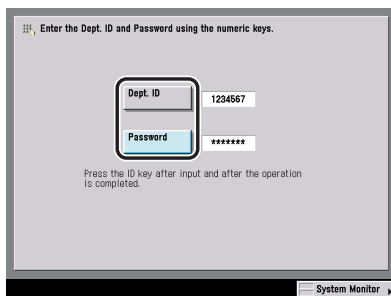 Enter the Dept. ID and Password using the numeric keys.
Dept. ID
1234567
Password
*******
Press the ID key after input and after the operation
is completed.
System Monitor